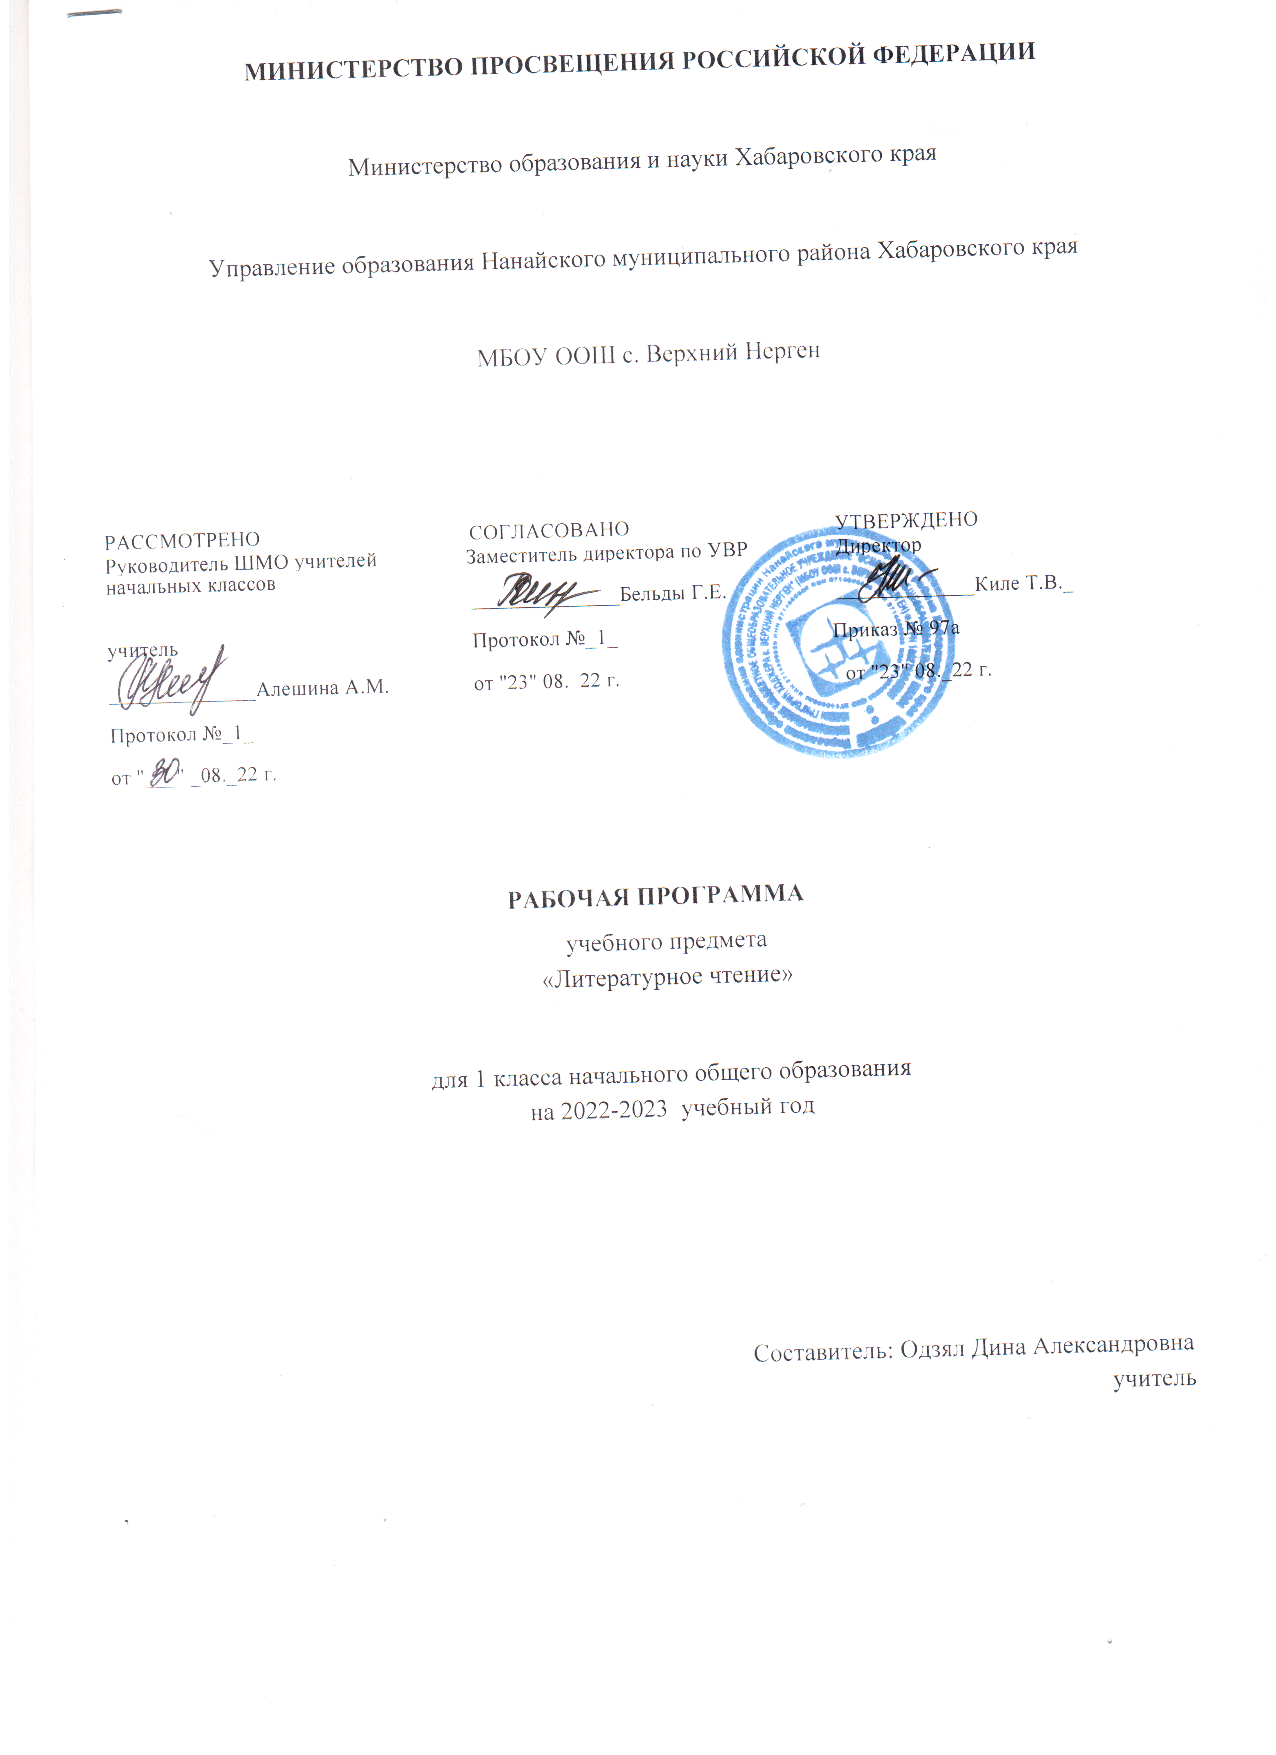 МИНИСТЕРСТВО ПРОСВЕЩЕНИЯ РОССИЙСКОЙ ФЕДЕРАЦИИ
Министерство образования и науки Хабаровского края
Управление образования Нанайского муниципального района Хабаровского края
МБОУ ООШ с. Верхний Нерген
РАССМОТРЕНО
Руководитель ШМО учителей
начальных классов
учитель
Алешина А.М.
Протокол №_1_
от "30" _08._22 г.
СОГЛАСОВАНО
Заместитель директора по УВР
Бельды Г.Е.
Протокол №_1_
от "23" 08. 22 г.
УТВЕРЖДЕНО
Директор
Киле Т.В._
Приказ № 97а
от "23" 08._22 г.
РАБОЧАЯ ПРОГРАММА
учебного предмета
«Литературное чтение»
для 1 класса начального общего образования
на 2022-2023 учебный год
Составитель: Одзял Дина Александровна
учитель